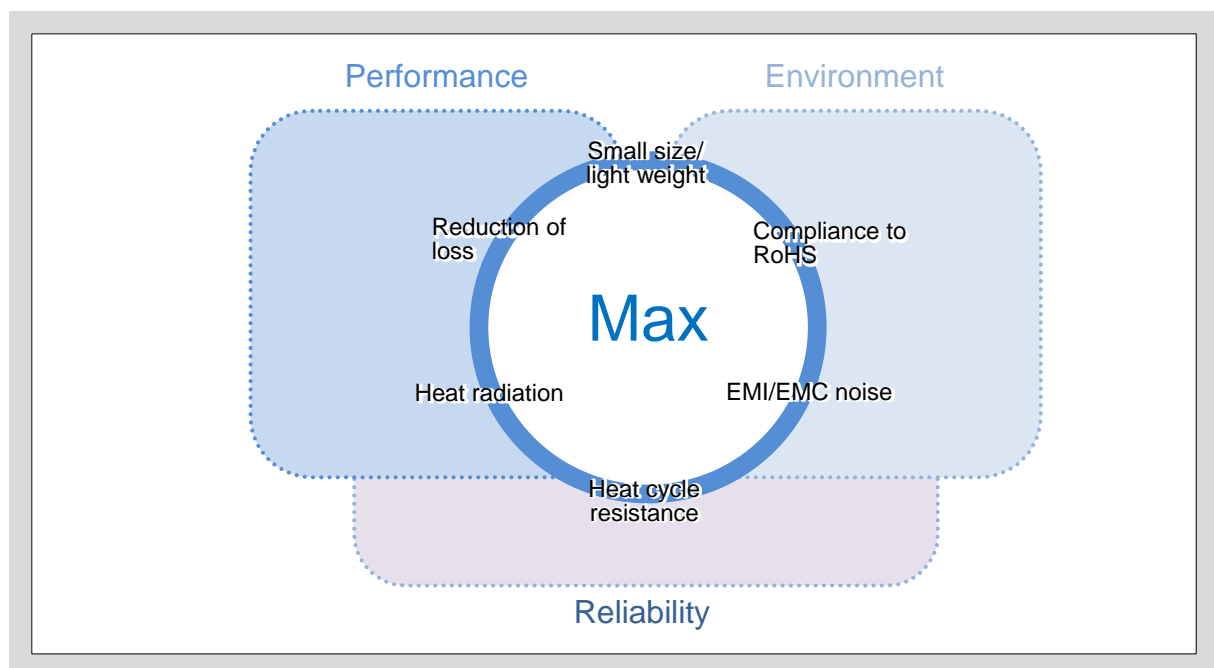 Performance
Environment
Small size/
light weight
Reduction of
loss
Compliance to
RoHS
Max
Heat radiation
EMI/EMC noise
Heat cycle
resistance
Reliability